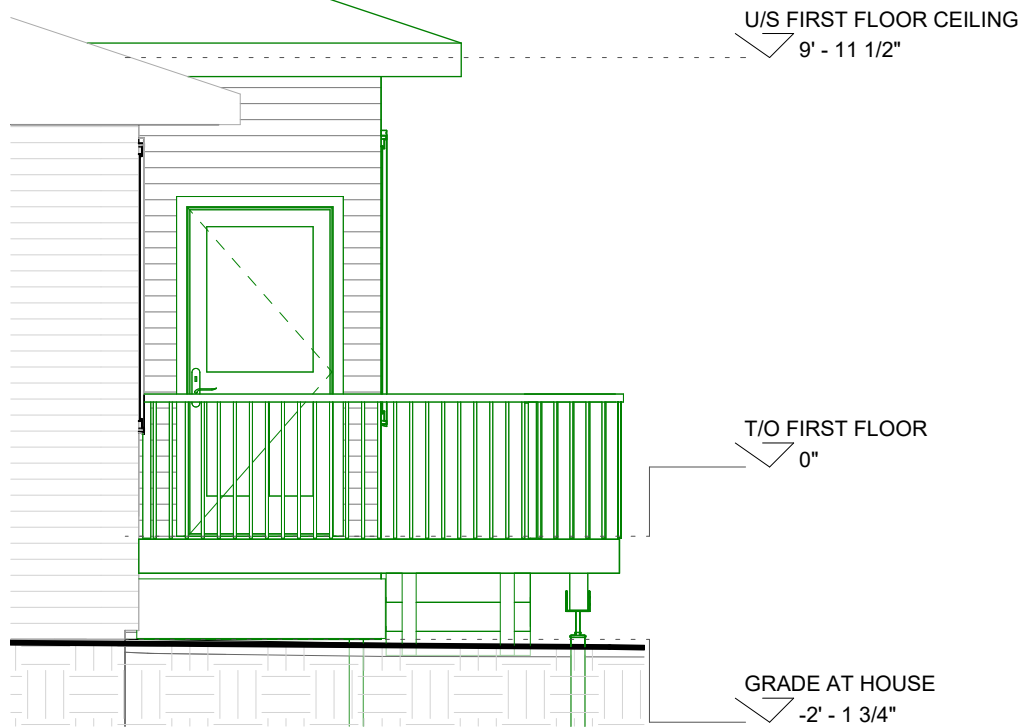 U/S FIRST FLOOR CEILING
9' - 11 1/2"
T/O FIRST FLOOR
0"
GRADE AT HOUSE
-2' - 1 3/4"